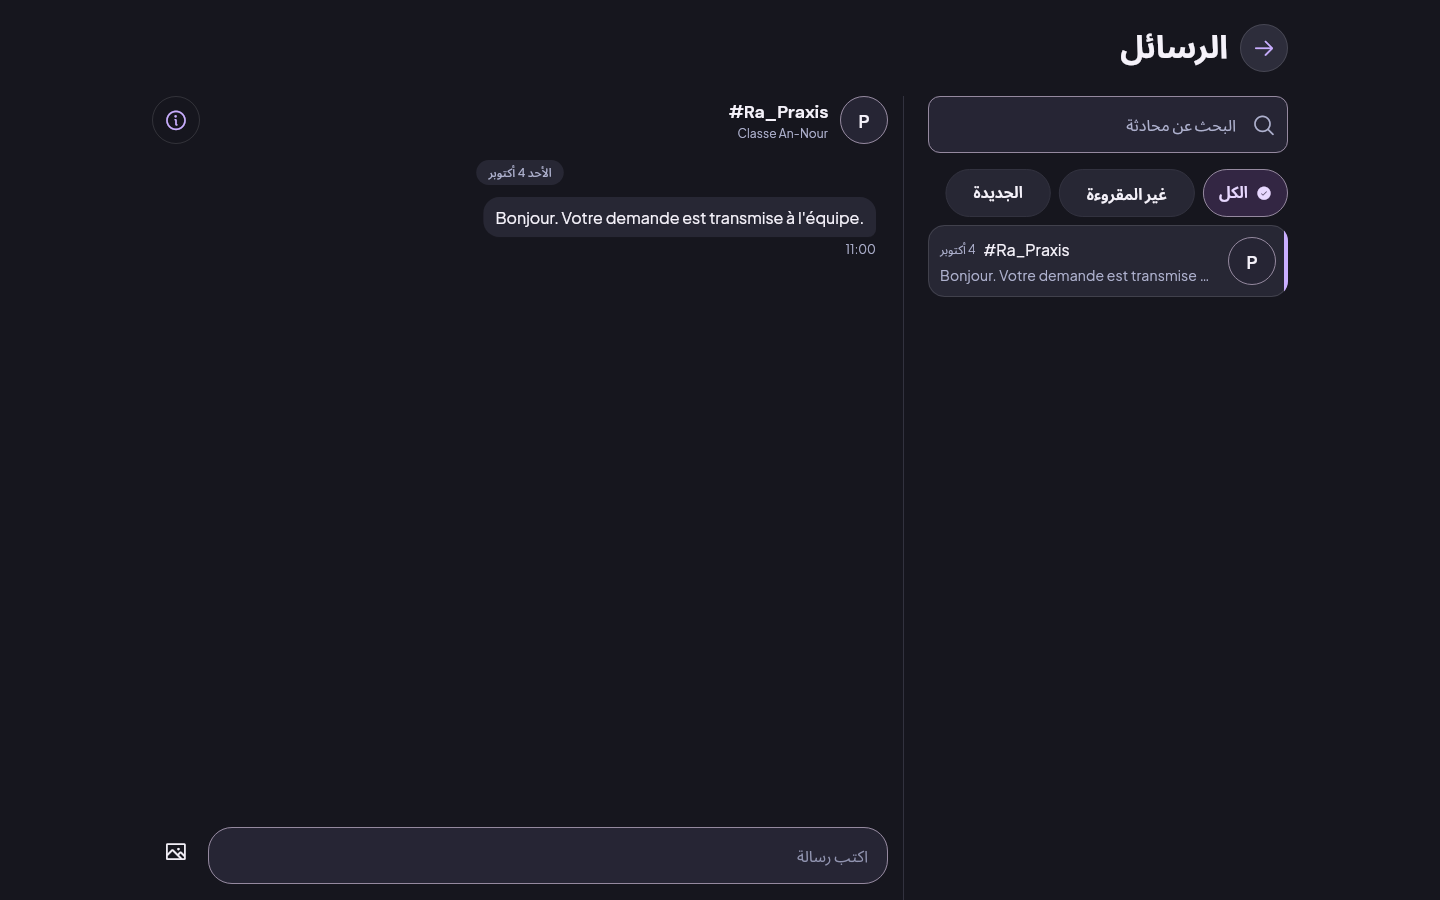 الرسائل
البحث عن محادثة
الكل
غير المقروءة
الجديدة
P
#Ra_Praxis
4 أكتوبر
Bonjour. Votre demande est transmise …
P
#Ra_Praxis
Classe An-Nour
الأحد 4 أكتوبر
Bonjour. Votre demande est transmise à l'équipe.
11:00
اكتب رسالة